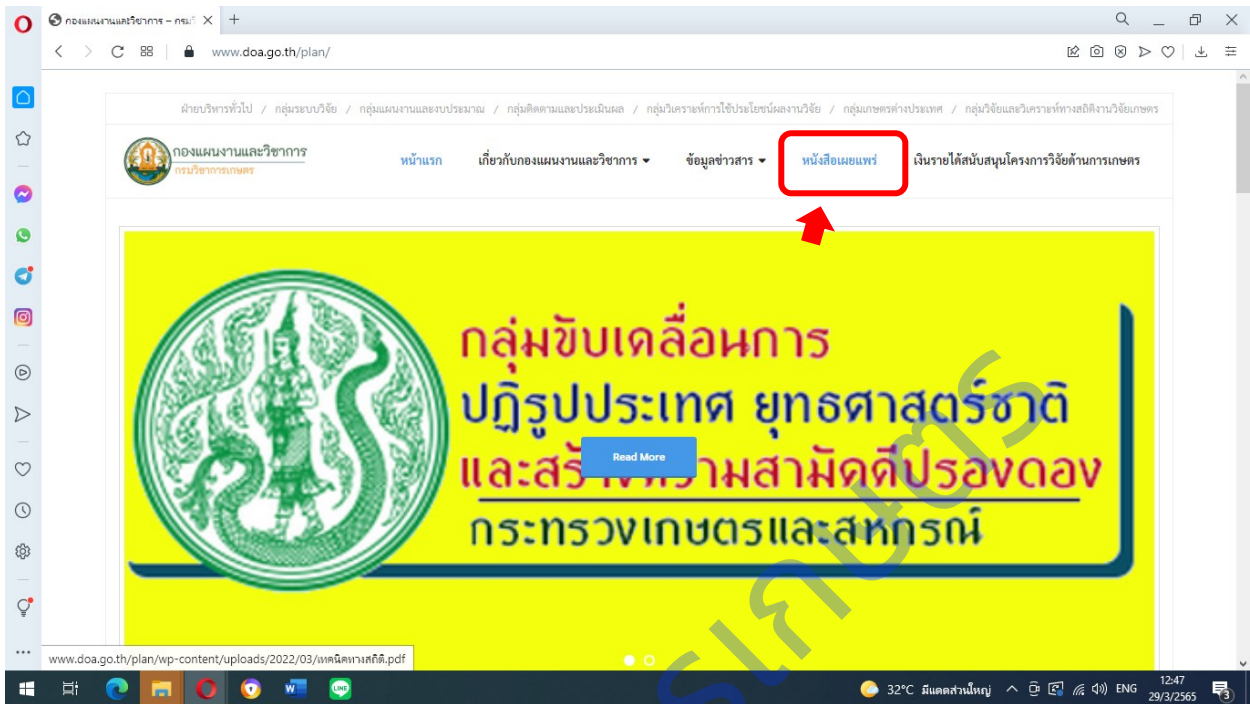 กองแผนงานและวิชาการ – กรมวิ
www.doa.go.th/plan/
ฝ่ายบริหารทั่วไป / กลุ่มระบบวิจัย / กลุ่มแผนงานและงบประมาณ / กลุ่มติดตามและประเมินผล / กลุ่มวิเคราะห์การใช้ประโยชน์ผลงานวิจัย / กลุ่มเกษตรต่างประเทศ / กลุ่มวิจัยและวิเคราะห์ทางสถิติงานวิจัยเกษตร
กองแผนงานและวิชาการ
กรมวิชาการเกษตร
หน้าแรก เกี่ยวกับกองแผนงานและวิชาการ ข้อมูลข่าวสาร หนังสือเผยแพร่ เงินรายได้สนับสนุนโครงการวิจัยด้านการเกษตร
กลุ่มขับเคลื่อนการ
ปฏิรูปประเทศ ยุทธศาสตร์ชาติ
และสร้างความสามัคคีปรองดอง
Read More
กระทรวงเกษตรและสหกรณ์
www.doa.go.th/plan/wp-content/uploads/2022/03/เทคนิคทางสถิติ.pdf
32°C มีแดดส่วนใหญ่ ENG 12:47
29/3/2565